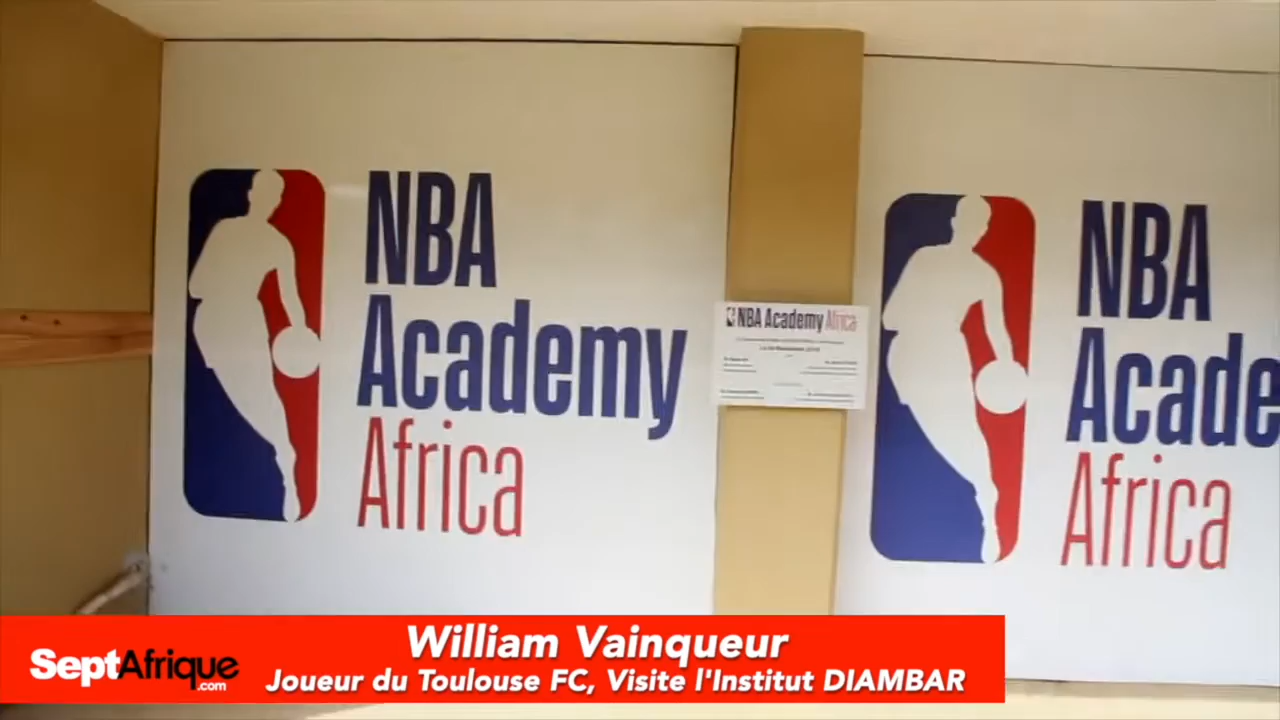 NBA
Academy
Africa
NBA Academy Africa
NBA
Acade
Africa
William Vainqueur
SeptAfrique.com
Joueur du Toulouse FC, Visite l'Institut DIAMBAR